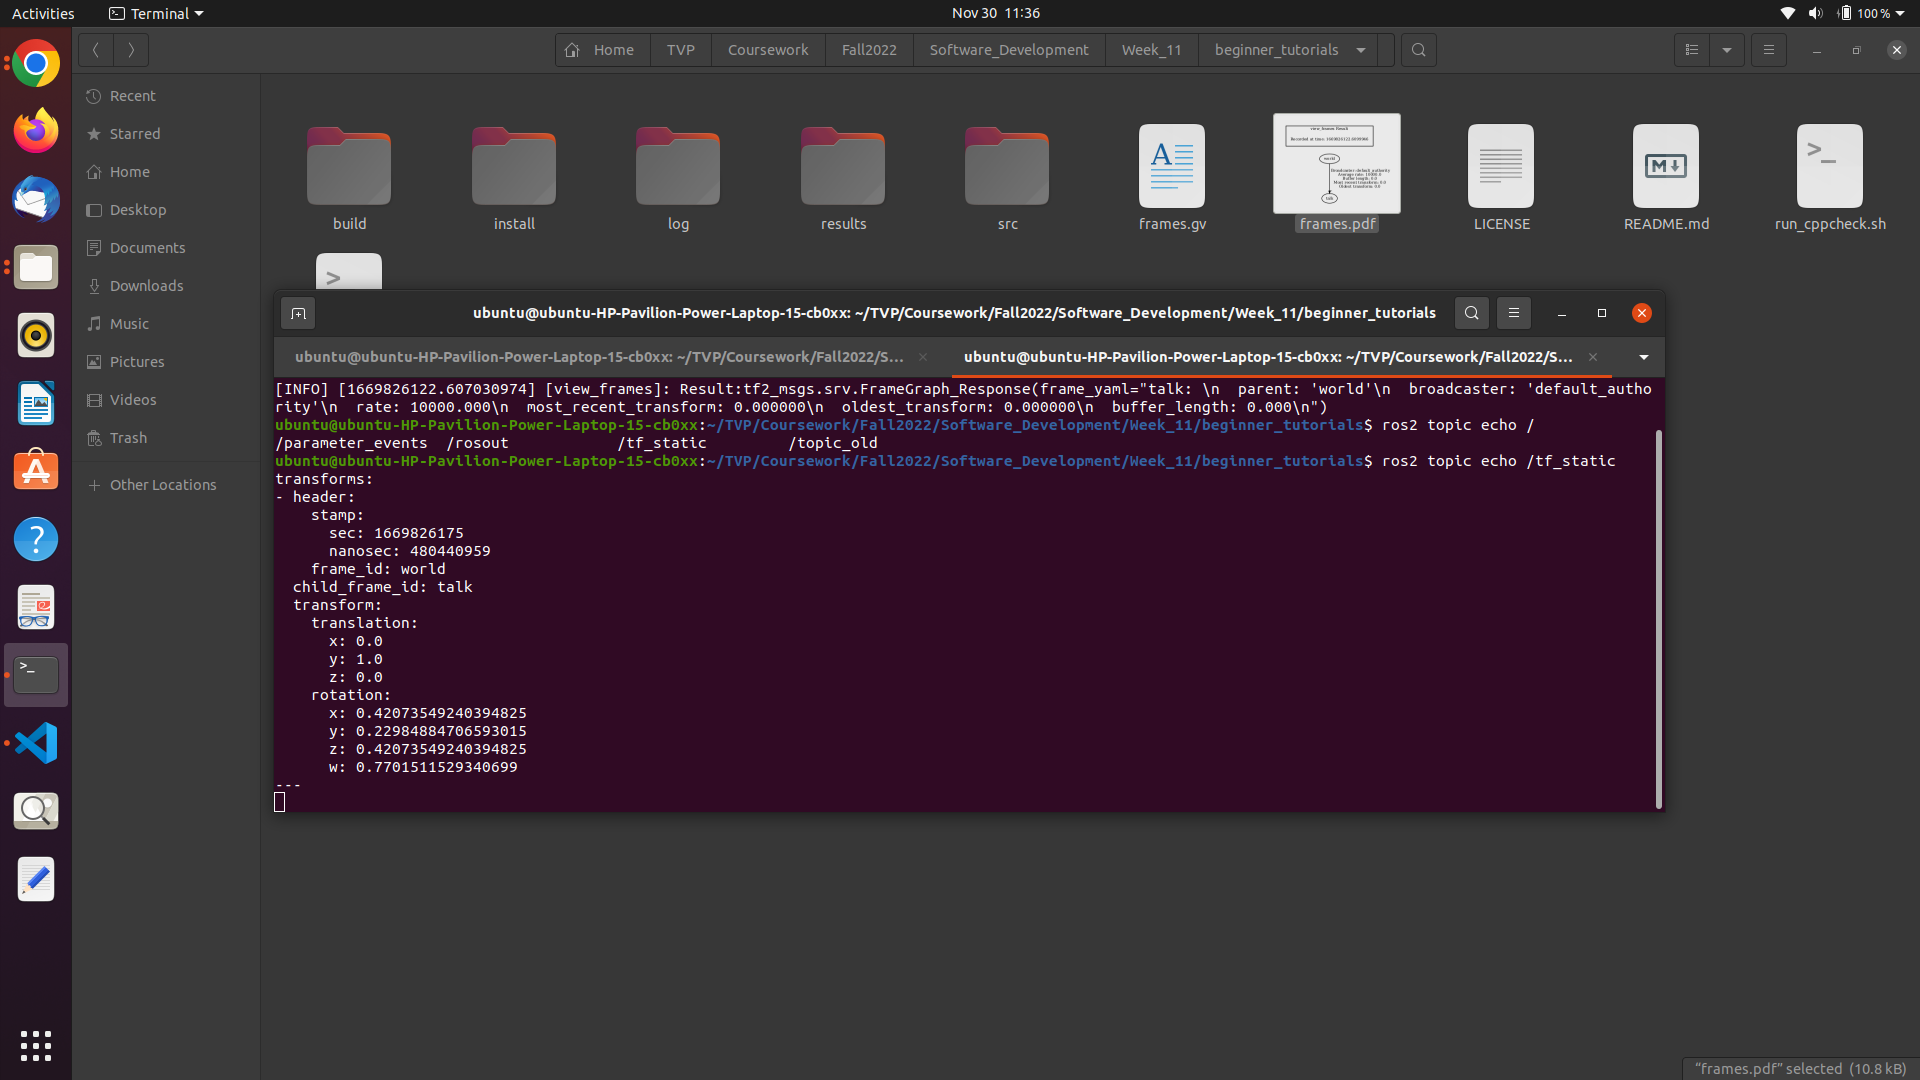 Activities
Terminal
Nov 30 11:36
100 %
Home
TVP
Coursework
Fall2022
Software_Development
Week_11
beginner_tutorials
Recent
Starred
Home
Desktop
Documents
Downloads
Music
Pictures
Videos
Trash
Other Locations
build
install
log
results
src
frames.gv
frames.pdf
LICENSE
README.md
run_cppcheck.sh
world
talk
ubuntu@ubuntu-HP-Pavilion-Power-Laptop-15-cb0xx: ~/TVP/Coursework/Fall2022/Software_Development/Week_11/beginner_tutorials
ubuntu@ubuntu-HP-Pavilion-Power-Laptop-15-cb0xx: ~/TVP/Coursework/Fall2022/S...
ubuntu@ubuntu-HP-Pavilion-Power-Laptop-15-cb0xx: ~/TVP/Coursework/Fall2022/S...
[INFO] [1669826122.607030974] [view_frames]: Result:tf2_msgs.srv.FrameGraph_Response(frame_yaml="talk: \n  parent: 'world'\n  broadcaster: 'default_autho
rity'\n  rate: 10000.000\n  most_recent_transform: 0.000000\n  oldest_transform: 0.000000\n  buffer_length: 0.000\n")
ubuntu@ubuntu-HP-Pavilion-Power-Laptop-15-cb0xx:~/TVP/Coursework/Fall2022/Software_Development/Week_11/beginner_tutorials$ ros2 topic echo /
/parameter_events  /rosout            /tf_static         /topic_old
ubuntu@ubuntu-HP-Pavilion-Power-Laptop-15-cb0xx:~/TVP/Coursework/Fall2022/Software_Development/Week_11/beginner_tutorials$ ros2 topic echo /tf_static
transforms:
- header:
    stamp:
      sec: 1669826175
      nanosec: 480440959
    frame_id: world
  child_frame_id: talk
  transform:
    translation:
      x: 0.0
      y: 1.0
      z: 0.0
    rotation:
      x: 0.42073549240394825
      y: 0.22984884706593015
      z: 0.42073549240394825
      w: 0.7701511529340699
---
"frames.pdf" selected (10.8 kB)